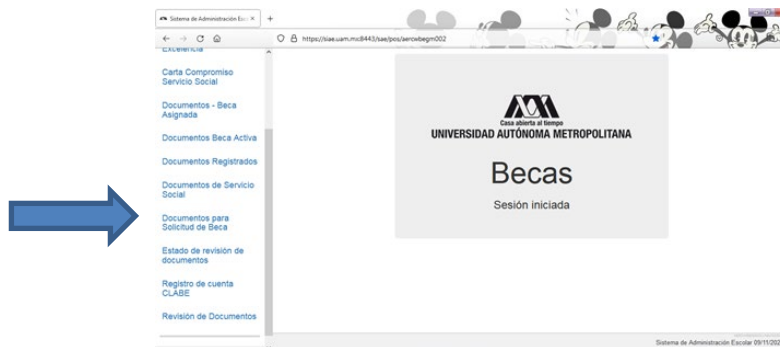 Sistema de Administración Esc
https://siae.uam.mx:8443/sae/pos/aerowbegm002
Excelencia
Carta Compromiso
Servicio Social
Documentos - Beca
Asignada
Documentos Beca Activa
Documentos Registrados
Documentos de Servicio
Social
Documentos para
Solicitud de Beca
Estado de revisión de
documentos
Registro de cuenta
CLABE
Revisión de Documentos
Casa abierta al tiempo
UNIVERSIDAD AUTÓNOMA METROPOLITANA
Becas
Sesión iniciada
Sistema de Administración Escolar 09/11/202